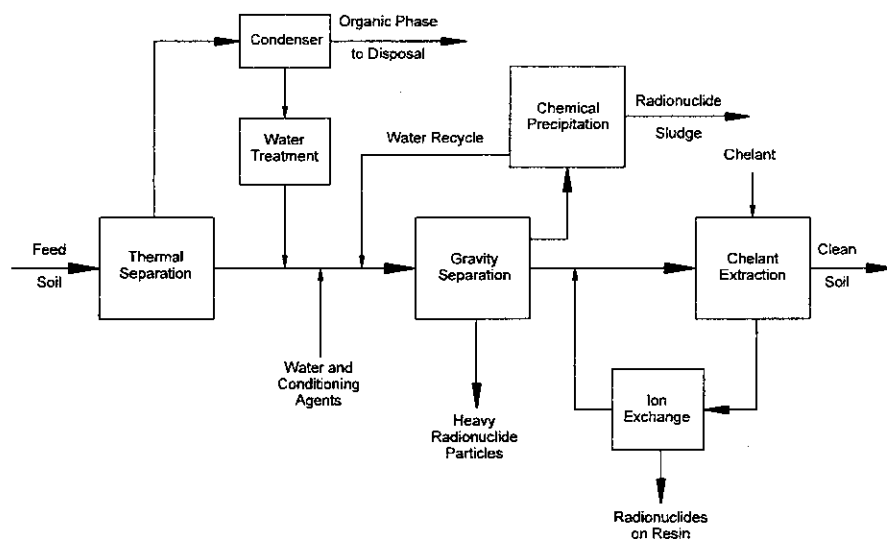 Organic Phase
to Disposal
Condenser
Water
Treatment
Water Recycle
Chemical
Precipitation
Radionuclide
Sludge
Chelant
Feed
Soil
Thermal
Separation
Gravity
Separation
Chelant
Extraction
Clean
Soil
Water and
Conditioning
Agents
Heavy
Radionuclide
Particles
Ion
Exchange
Radionuclides
on Resin